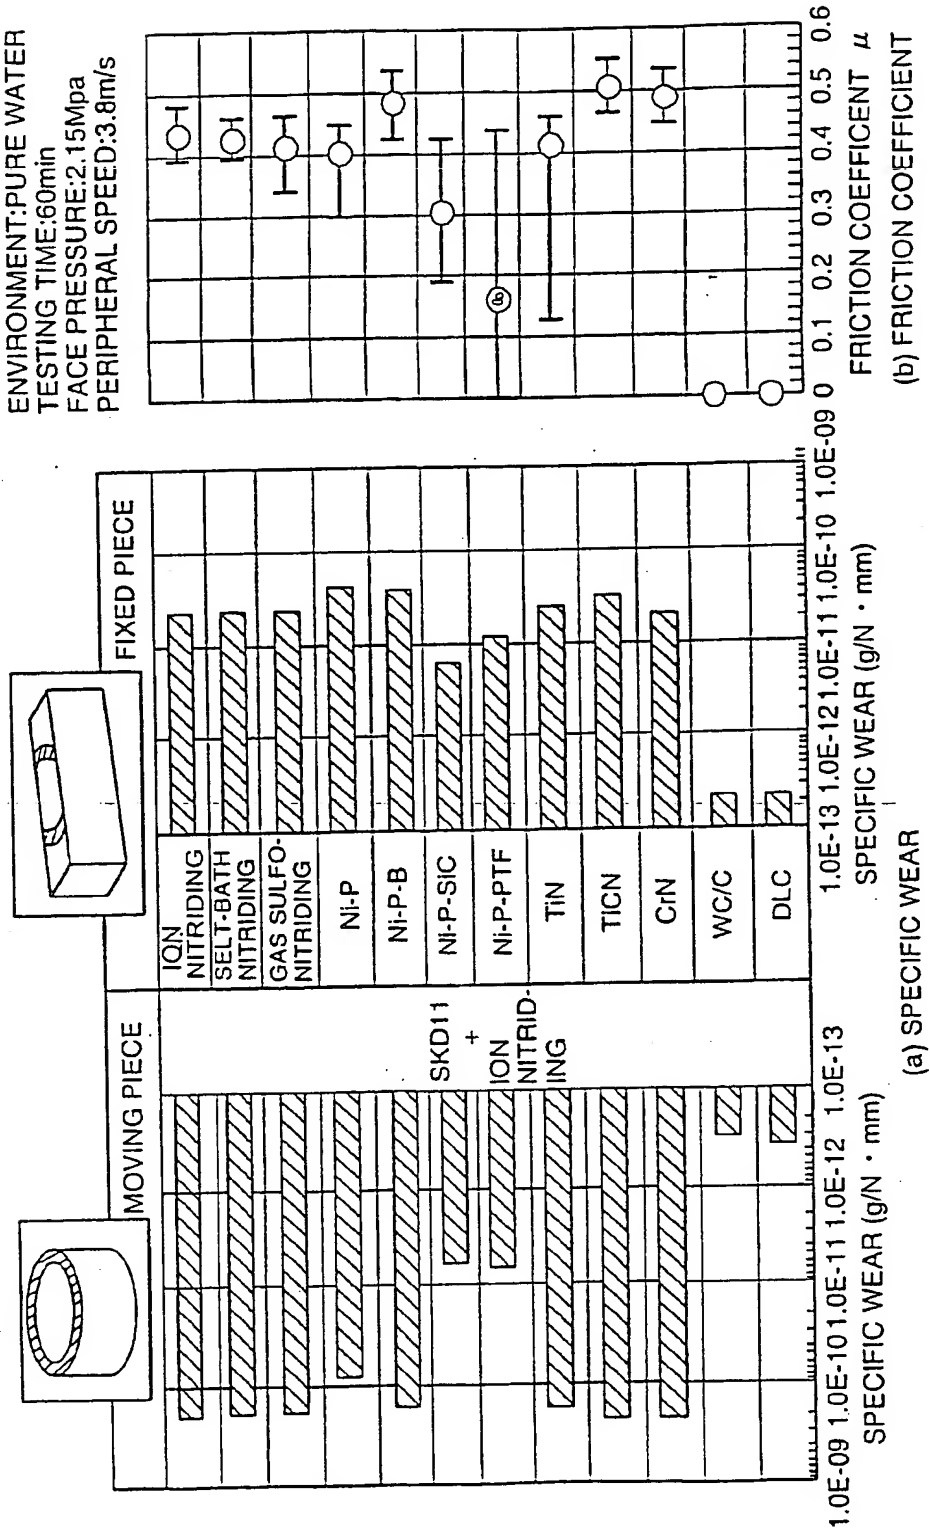 ENVIRONMENT:PURE WATER
TESTING TIME:60min
FACE PRESSURE:2.15Mpa
PERIPHERAL SPEED:3.8m/s
MOVING PIECE
FIXED PIECE
SKD11
+
ION
NITRID-
ING
IQN
NITRIDING
SELT-BATH
NITRIDING
GAS SULFO-
NITRIDING
Ni-P
Ni-P-B
Ni-P-SiC
Ni-P-PTF
TiN
TICN
CrN
WC/C
DLC
1.0E-09 1.0E-10 1.0E-11 1.0E-12 1.0E-13
SPECIFIC WEAR (g/N・mm)
1.0E-13 1.0E-12 1.0E-11 1.0E-10 1.0E-09
SPECIFIC WEAR (g/N・mm)
(a) SPECIFIC WEAR
0 0.1 0.2 0.3 0.4 0.5 0.6
FRICTION COEFFICENT μ
(b) FRICTION COEFFICIENT